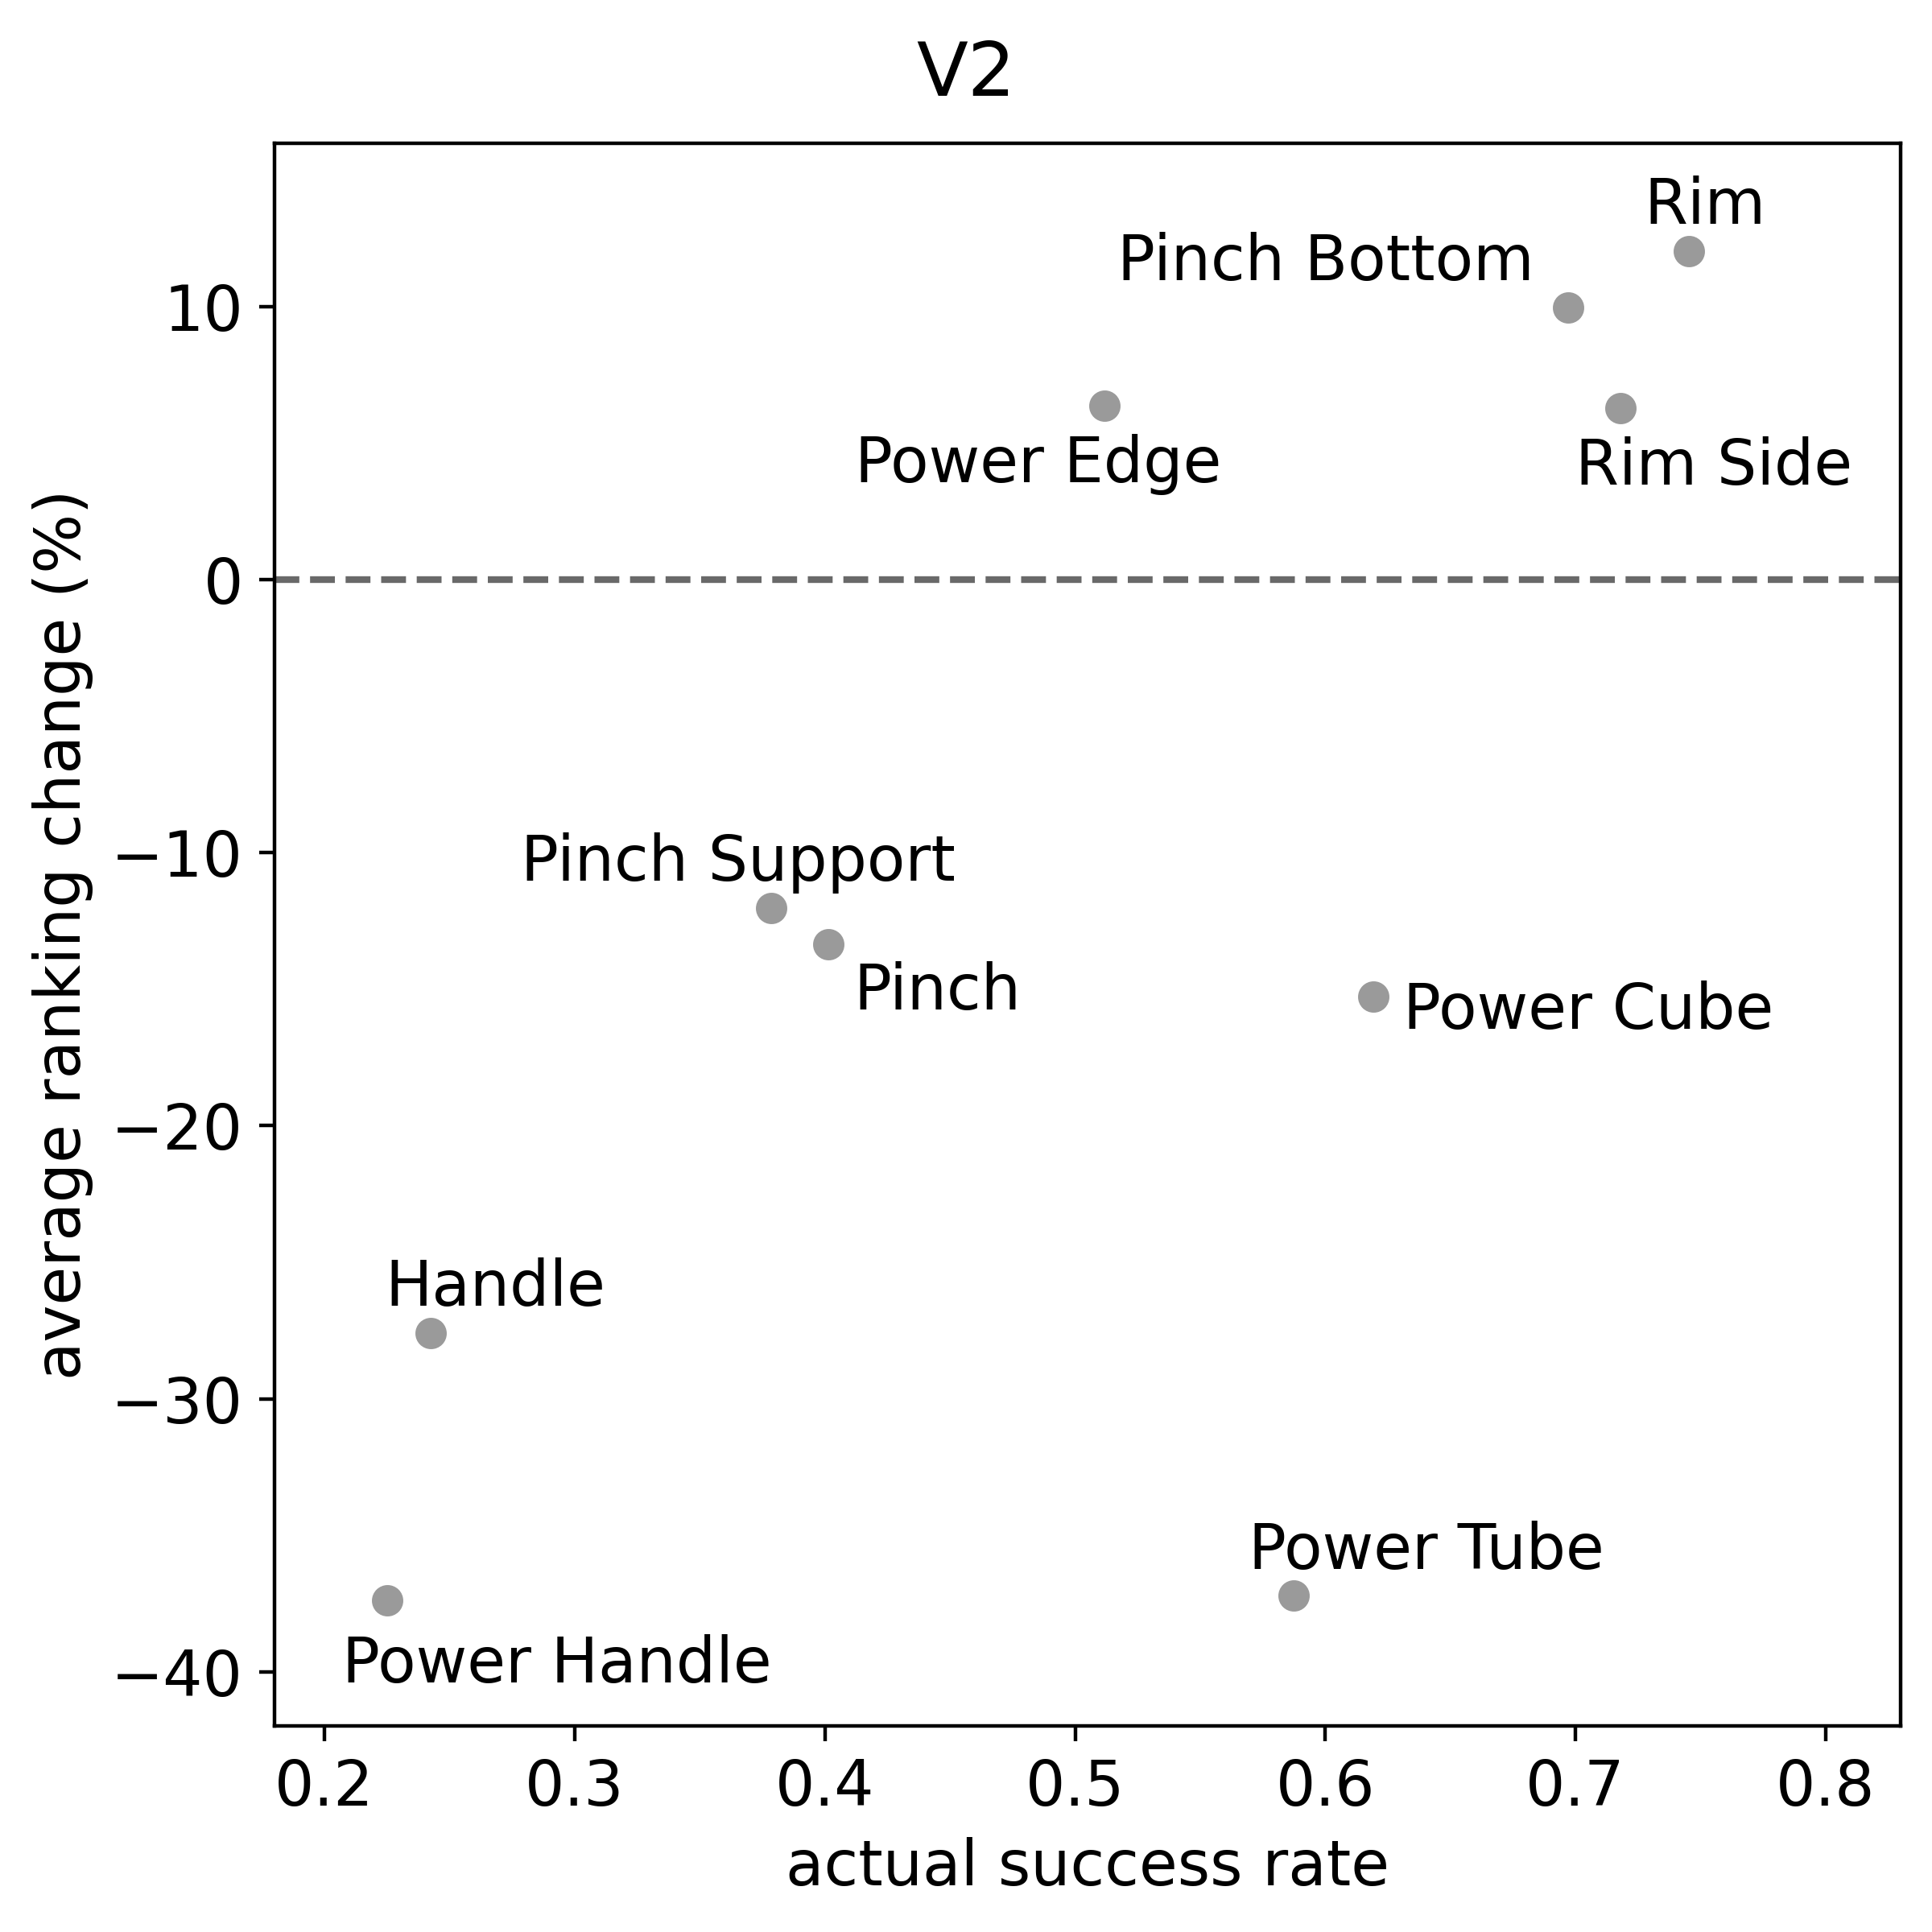 V2
Rim
Pinch Bottom
10
Power Edge
Rim Side
average ranking change (%)
0
Pinch Support
−10
Pinch
Power Cube
−20
Handle
−30
Power Tube
Power Handle
−40
0.2 0.3 0.4 0.5 0.6 0.7 0.8
actual success rate